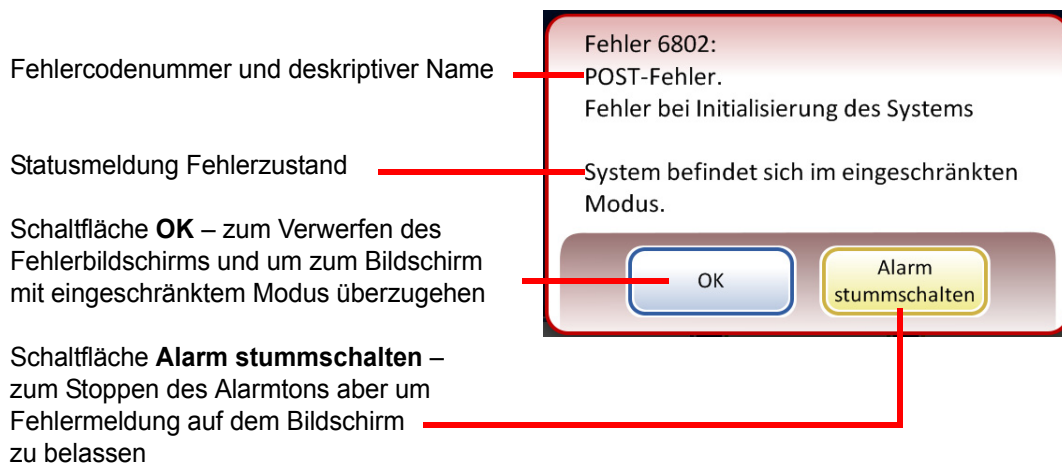 Fehlercodenummer und deskriptiver Name
Statusmeldung Fehlerzustand
Schaltfläche OK – zum Verwerfen des
Fehlerbildschirms und um zum Bildschirm
mit eingeschränktem Modus überzugehen
Schaltfläche Alarm stummschalten –
zum Stoppen des Alarmtons aber um
Fehlermeldung auf dem Bildschirm
zu belassen
Fehler 6802:
POST-Fehler.
Fehler bei Initialisierung des Systems
System befindet sich im eingeschränkten
Modus.
OK
Alarm
stummschalten